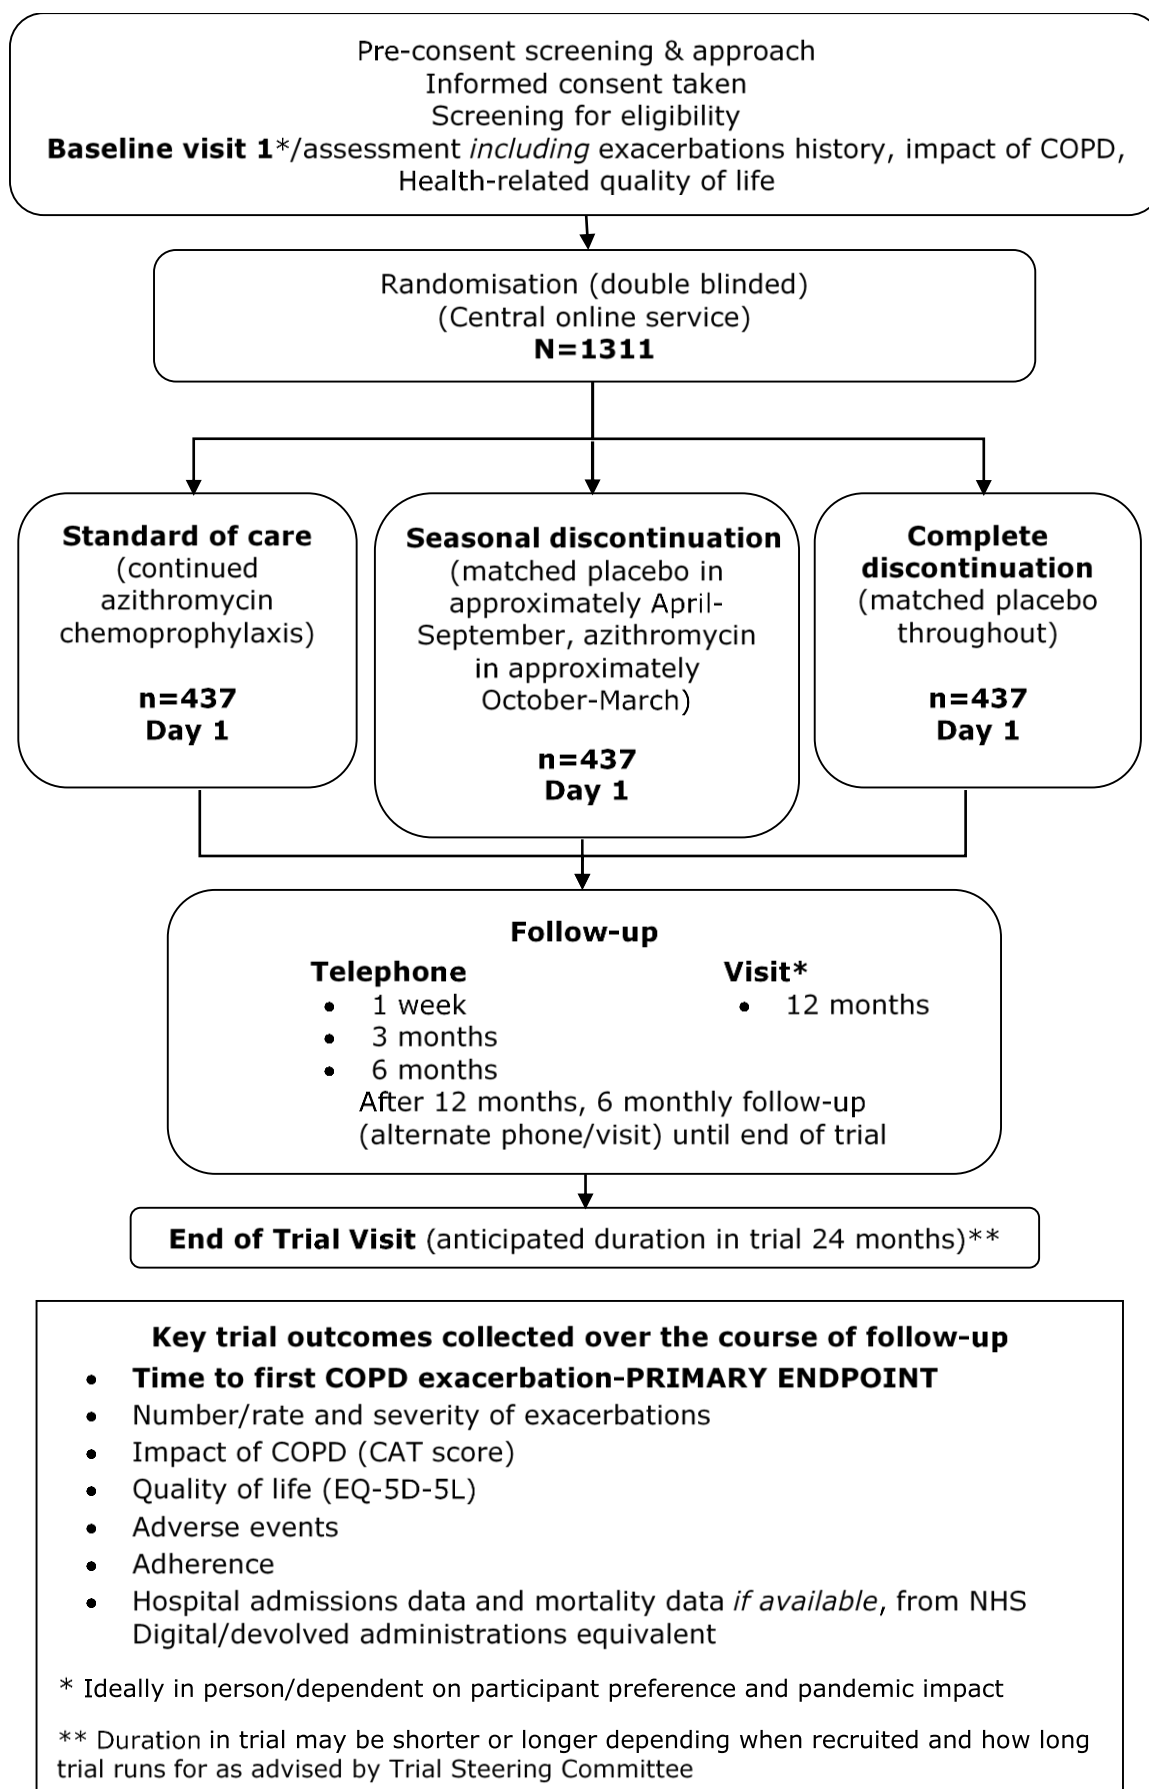 Pre-consent screening & approach
Informed consent taken
Screening for eligibility
Baseline visit 1*/assessment including exacerbations history, impact of COPD,
Health-related quality of life
Randomisation (double blinded)
(Central online service)
N=1311
Standard of care
(continued
azithromycin
chemoprophylaxis)
n=437
Day 1
Seasonal discontinuation
(matched placebo in
approximately April-
September, azithromycin
in approximately
October-March)
n=437
Day 1
Complete
discontinuation
(matched placebo
throughout)
n=437
Day 1
Follow-up
Telephone
• 1 week
• 3 months
• 6 months
Visit*
• 12 months
After 12 months, 6 monthly follow-up
(alternate phone/visit) until end of trial
End of Trial Visit (anticipated duration in trial 24 months)**
Key trial outcomes collected over the course of follow-up
• Time to first COPD exacerbation-PRIMARY ENDPOINT
• Number/rate and severity of exacerbations
• Impact of COPD (CAT score)
• Quality of life (EQ-5D-5L)
• Adverse events
• Adherence
• Hospital admissions data and mortality data if available, from NHS
Digital/devolved administrations equivalent
* Ideally in person/dependent on participant preference and pandemic impact
** Duration in trial may be shorter or longer depending when recruited and how long
trial runs for as advised by Trial Steering Committee